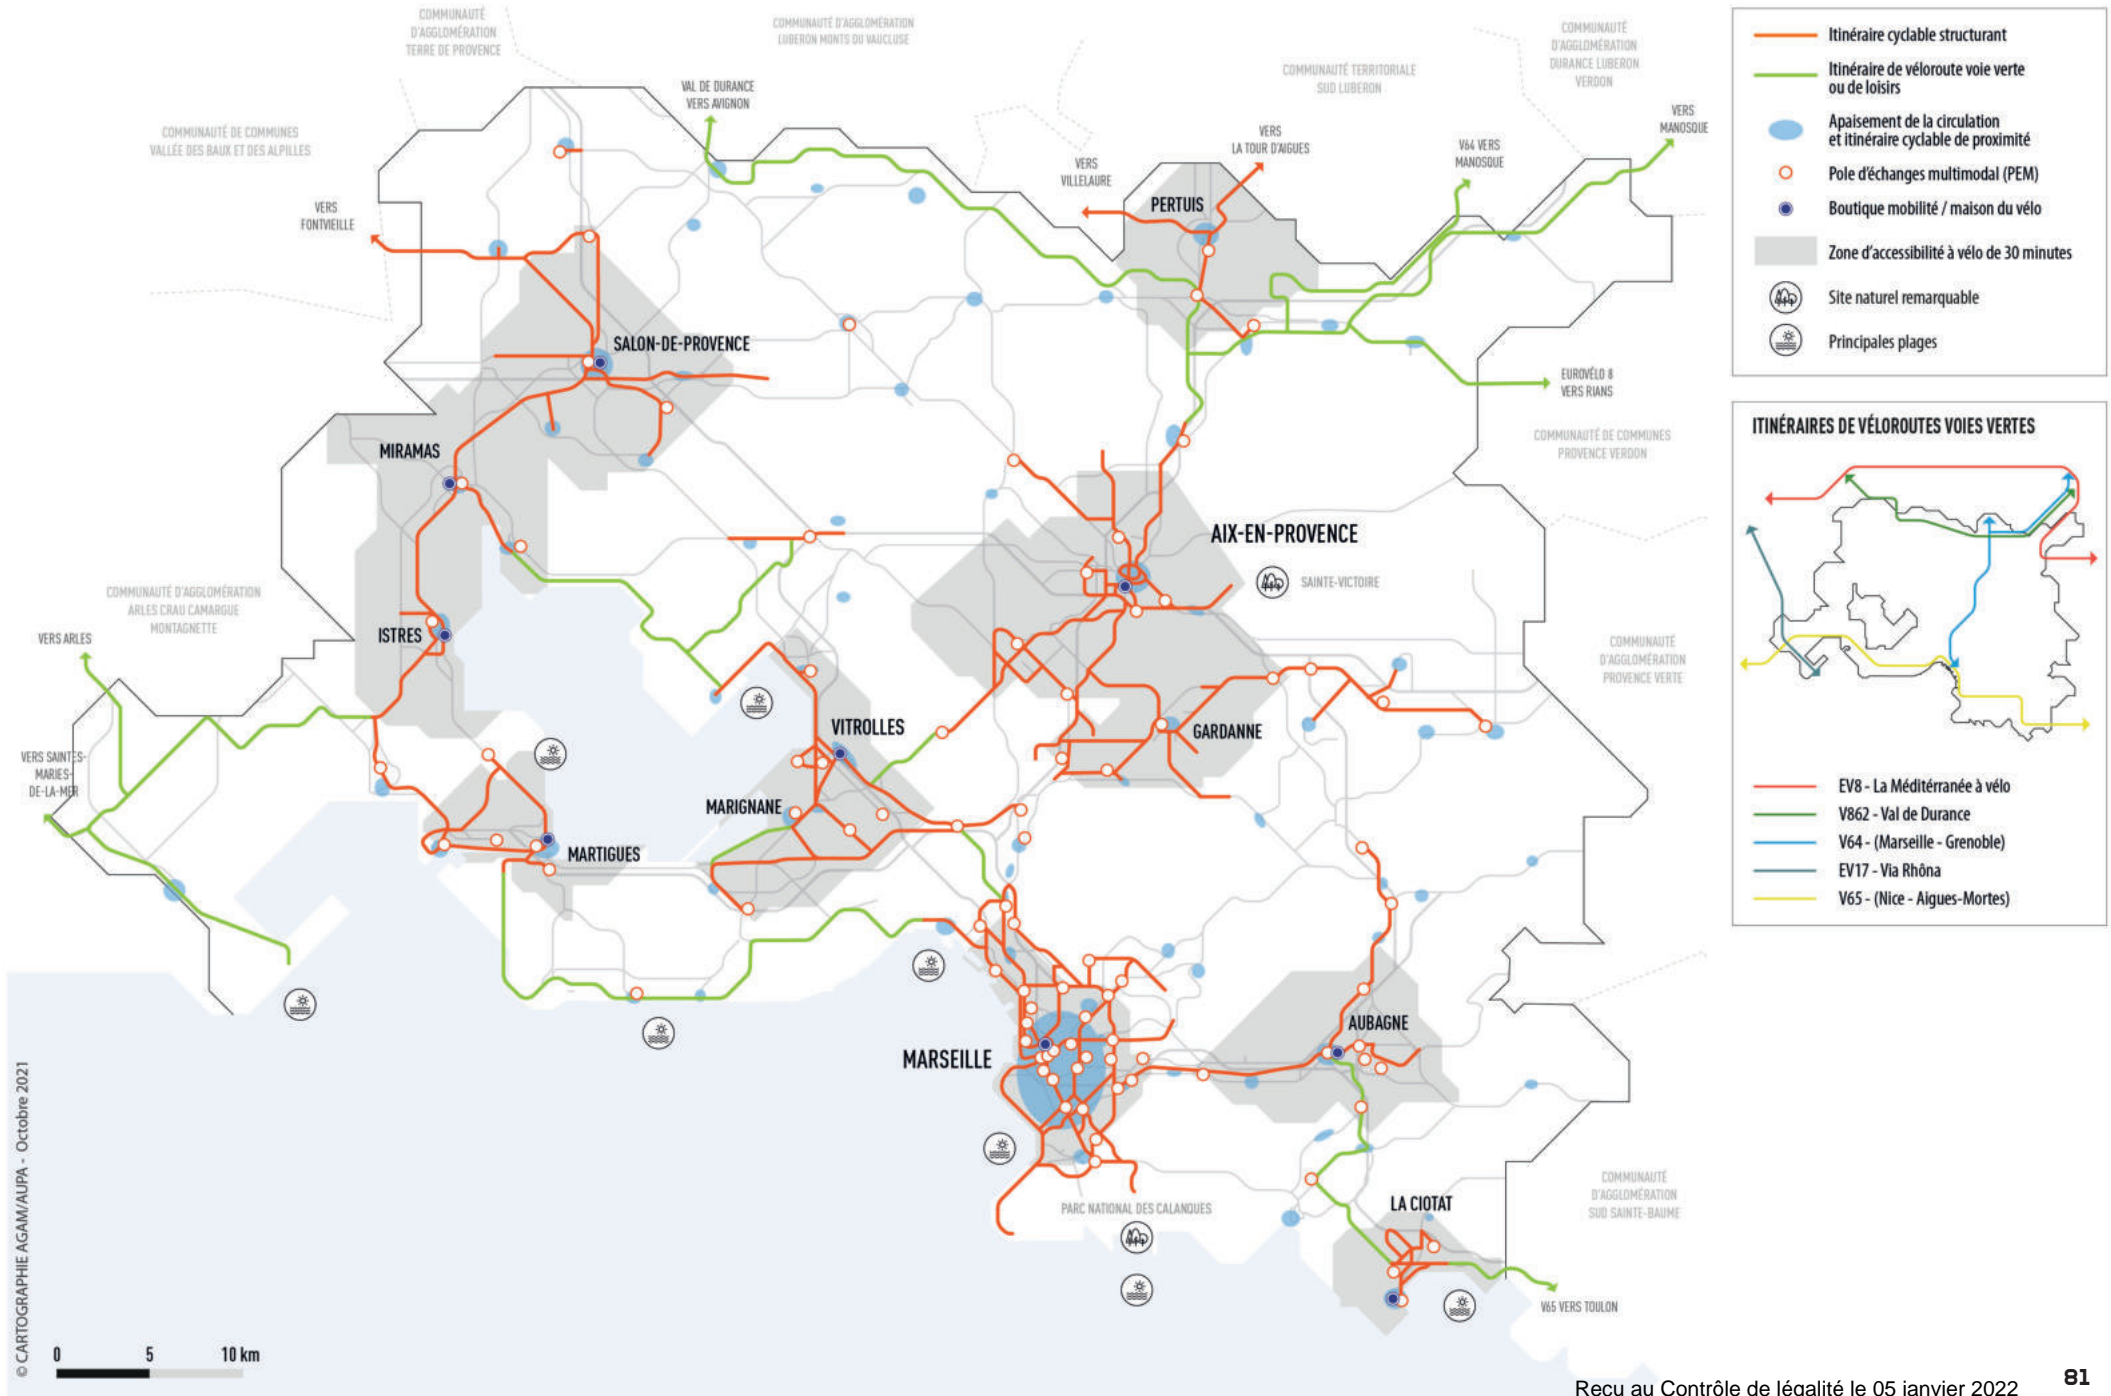 COMMUNAUTÉ
D'AGGLOMÉRATION
TERRE DE PROVENCE
COMMUNAUTÉ D'AGGLOMÉRATION
LUBERON MONTS DU VAUCLUSE
COMMUNAUTÉ TERRITORIALE
SUD LUBERON
COMMUNAUTÉ
D'AGGLOMÉRATION
DURANCE LUBERON
VERDON
COMMUNAUTÉ DE COMMUNES
VALLÉE DES BAUX ET DES ALPILLES
VAL DE DURANCE
VERS AVIGNON
VERS
LA TOUR D'AIGUES
VERS
VILLELAURE
V64 VERS
MANOSQUE
VERS
MANOSQUE
VERS
FONTVIEILLE
PERTUIS
SALON-DE-PROVENCE
EUROVÉLO 8
VERS RIANS
COMMUNAUTÉ DE COMMUNES
PROVENCE VERDON
MIRAMAS
AIX-EN-PROVENCE
SAINTE-VICTOIRE
COMMUNAUTÉ D'AGGLOMÉRATION
ARLES CRAU CAMARGUE
MONTAGNETTE
VERS ARLES
ISTRES
COMMUNAUTÉ
D'AGGLOMÉRATION
PROVENCE VERTE
VITROLLES
GARDANNE
VERS SAINTES-
MARIES-
DE-LA-MER
MARIGNANE
MARTIGUES
AUBAGNE
MARSEILLE
PARC NATIONAL DES CALANQUES
LA CIOTAT
COMMUNAUTÉ
D'AGGLOMÉRATION
SUD SAINTE-BAUME
V65 VERS TOULON
© CARTOGRAPHIE AGAM/AUPA - Octobre 2021
0 5 10 km
Itinéraire cyclable structurant
Itinéraire de véloroute voie verte
ou de loisirs
Apaisement de la circulation
et itinéraire cyclable de proximité
Pole d'échanges multimodal (PEM)
Boutique mobilité / maison du vélo
Zone d'accessibilité à vélo de 30 minutes
Site naturel remarquable
Principales plages
ITINÉRAIRES DE VÉLOROUTES VOIES VERTES
EV8 - La Méditérranée à vélo
V862 - Val de Durance
V64 - (Marseille - Grenoble)
EV17 - Via Rhôna
V65 - (Nice - Aigues-Mortes)
Reçu au Contrôle de légalité le 05 janvier 2022
81